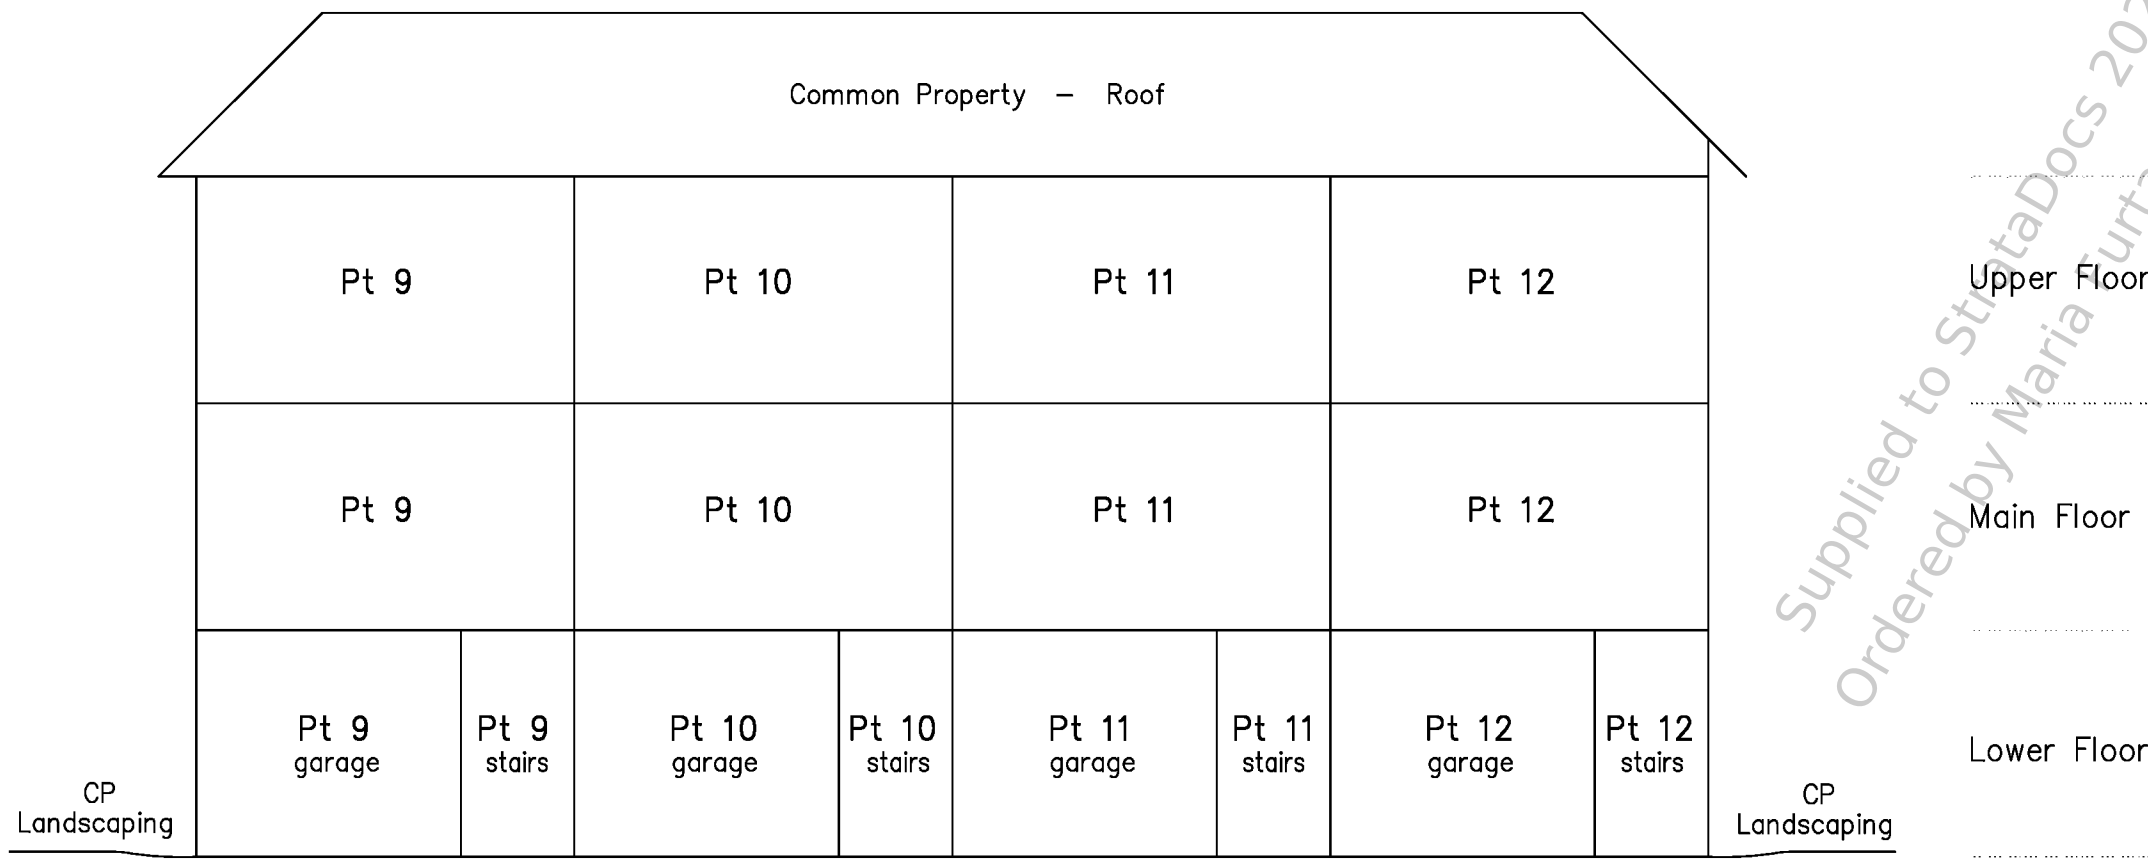 Common Property - Roof
Pt 9 Pt 10 Pt 11 Pt 12 Upper Floor
Pt 9 Pt 10 Pt 11 Pt 12 Main Floor
Pt 9 Pt 9 Pt 10 Pt 10 Pt 11 Pt 11 Pt 12 Pt 12
garage stairs garage stairs garage stairs garage stairs Lower Floor
CP
Landscaping
CP
Landscaping
Supplied to StrataDocs
Ordered by Maria